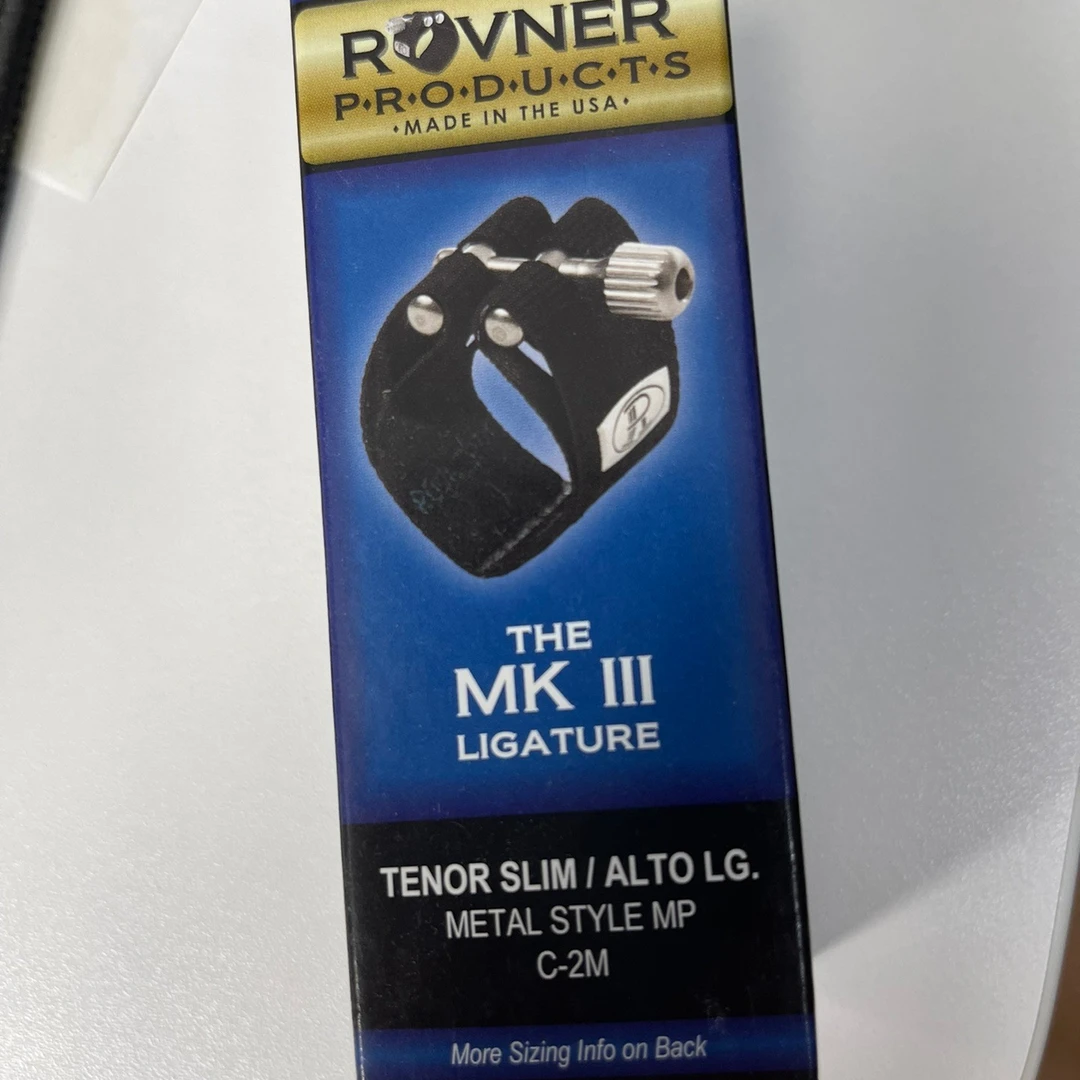 ROVNER
P•R•O•D•U•C•T•S
•MADE IN THE USA•
THE
MK III
LIGATURE
TENOR SLIM / ALTO LG.
METAL STYLE MP
C-2M
More Sizing Info on Back